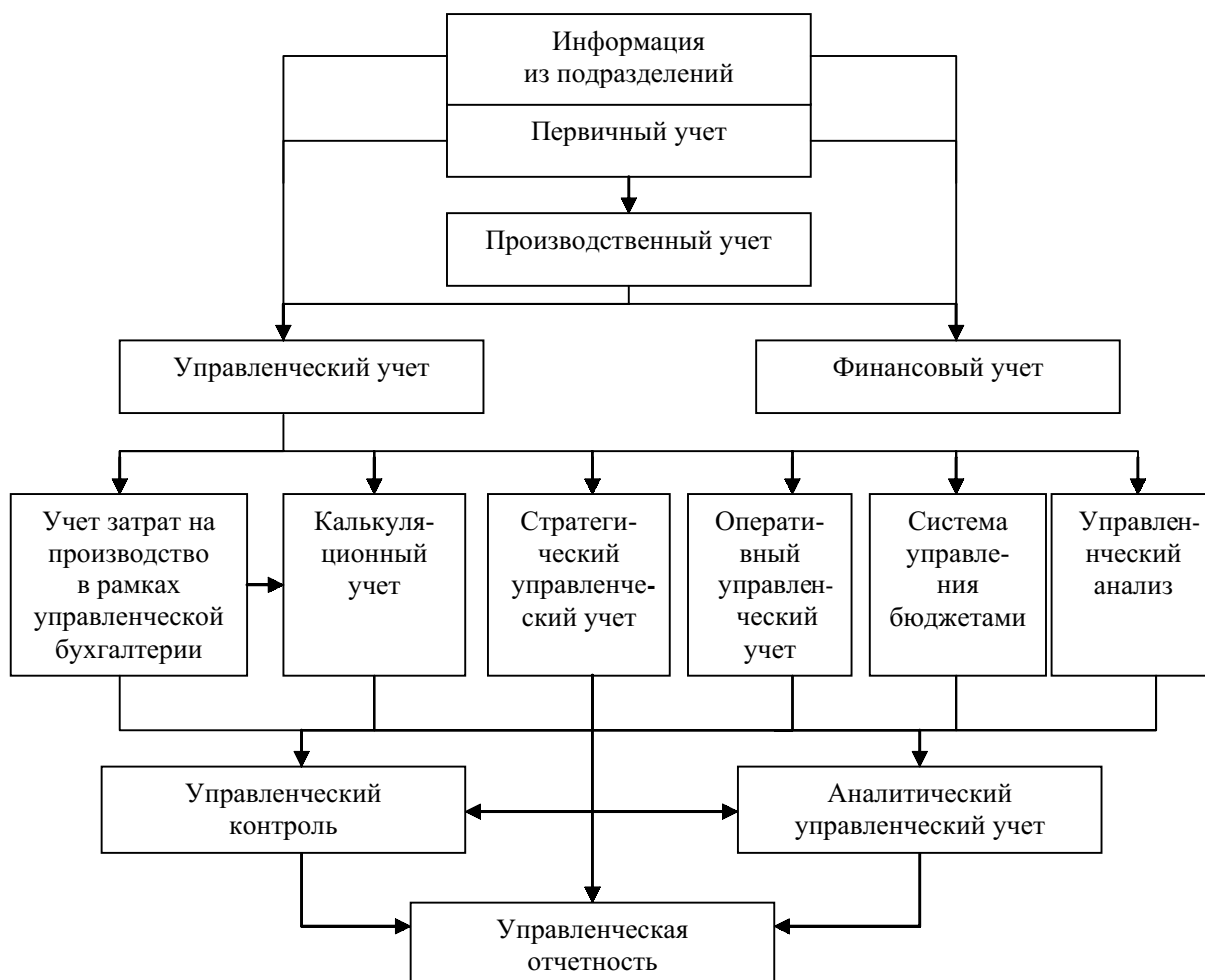 Информация
из подразделений
Первичный учет
Производственный учет
Управленческий учет
Финансовый учет
Учет затрат на
производство
в рамках
управленческой
бухгалтерии
Калькуля-
ционный
учет
Стратеги-
ческий
управленче-
ский учет
Операти-
вный
управлен-
ческий
учет
Система
управле-
ния
бюджетами
Управлен-
нческий
анализ
Управленческий
контроль
Аналитический
управленческий учет
Управленческая
отчетность